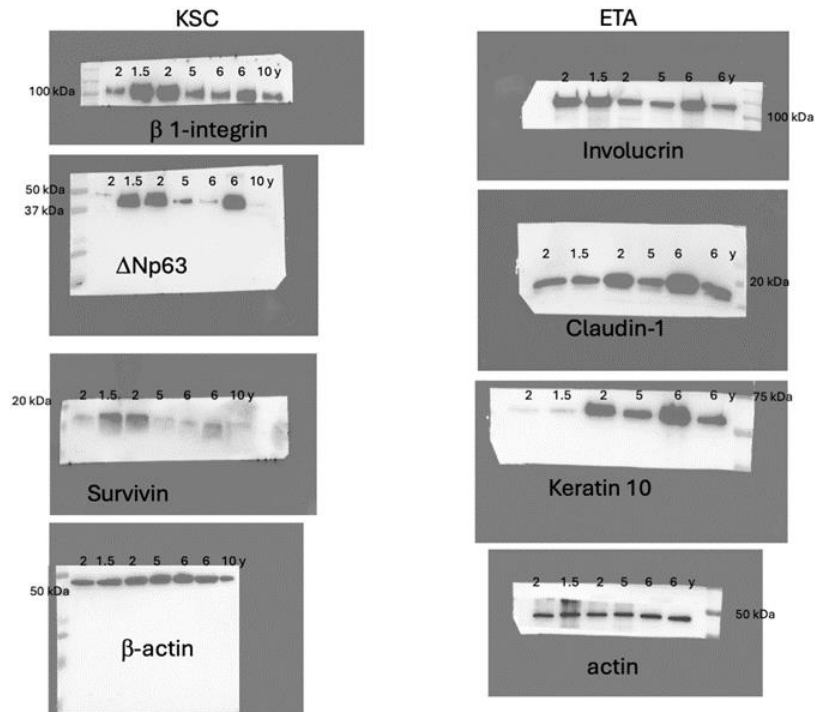 KSC
2 1.5 2 5 6 6 10 y
100 kDa
β 1-integrin
2 1.5 2 5 6 6 10 y
50 kDa
37 kDa
ΔNp63
2 1.5 2 5 6 6 10 y
20 kDa
Survivin
2 1.5 2 5 6 6 10 y
50 kDa
β-actin
ETA
2 1.5 2 5 6 6 y
100 kDa
Involucrin
2 1.5 2 5 6 6 y
20 kDa
Claudin-1
2 1.5 2 5 6 6 y
75 kDa
Keratin 10
2 1.5 2 5 6 6 y
50 kDa
actin